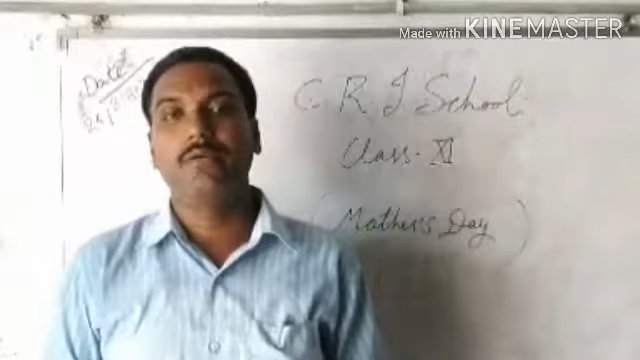 Made with KINEMASTER
Date
G R J School
Class - XI
(Mother's Day)